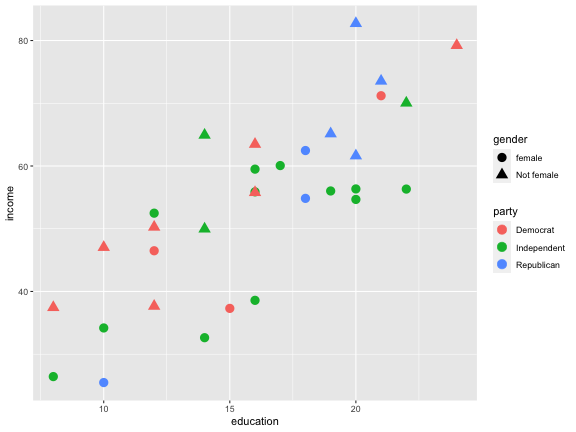 80
60
40
income
10
15
20
education
gender
female
Not female
party
Democrat
Independent
Republican